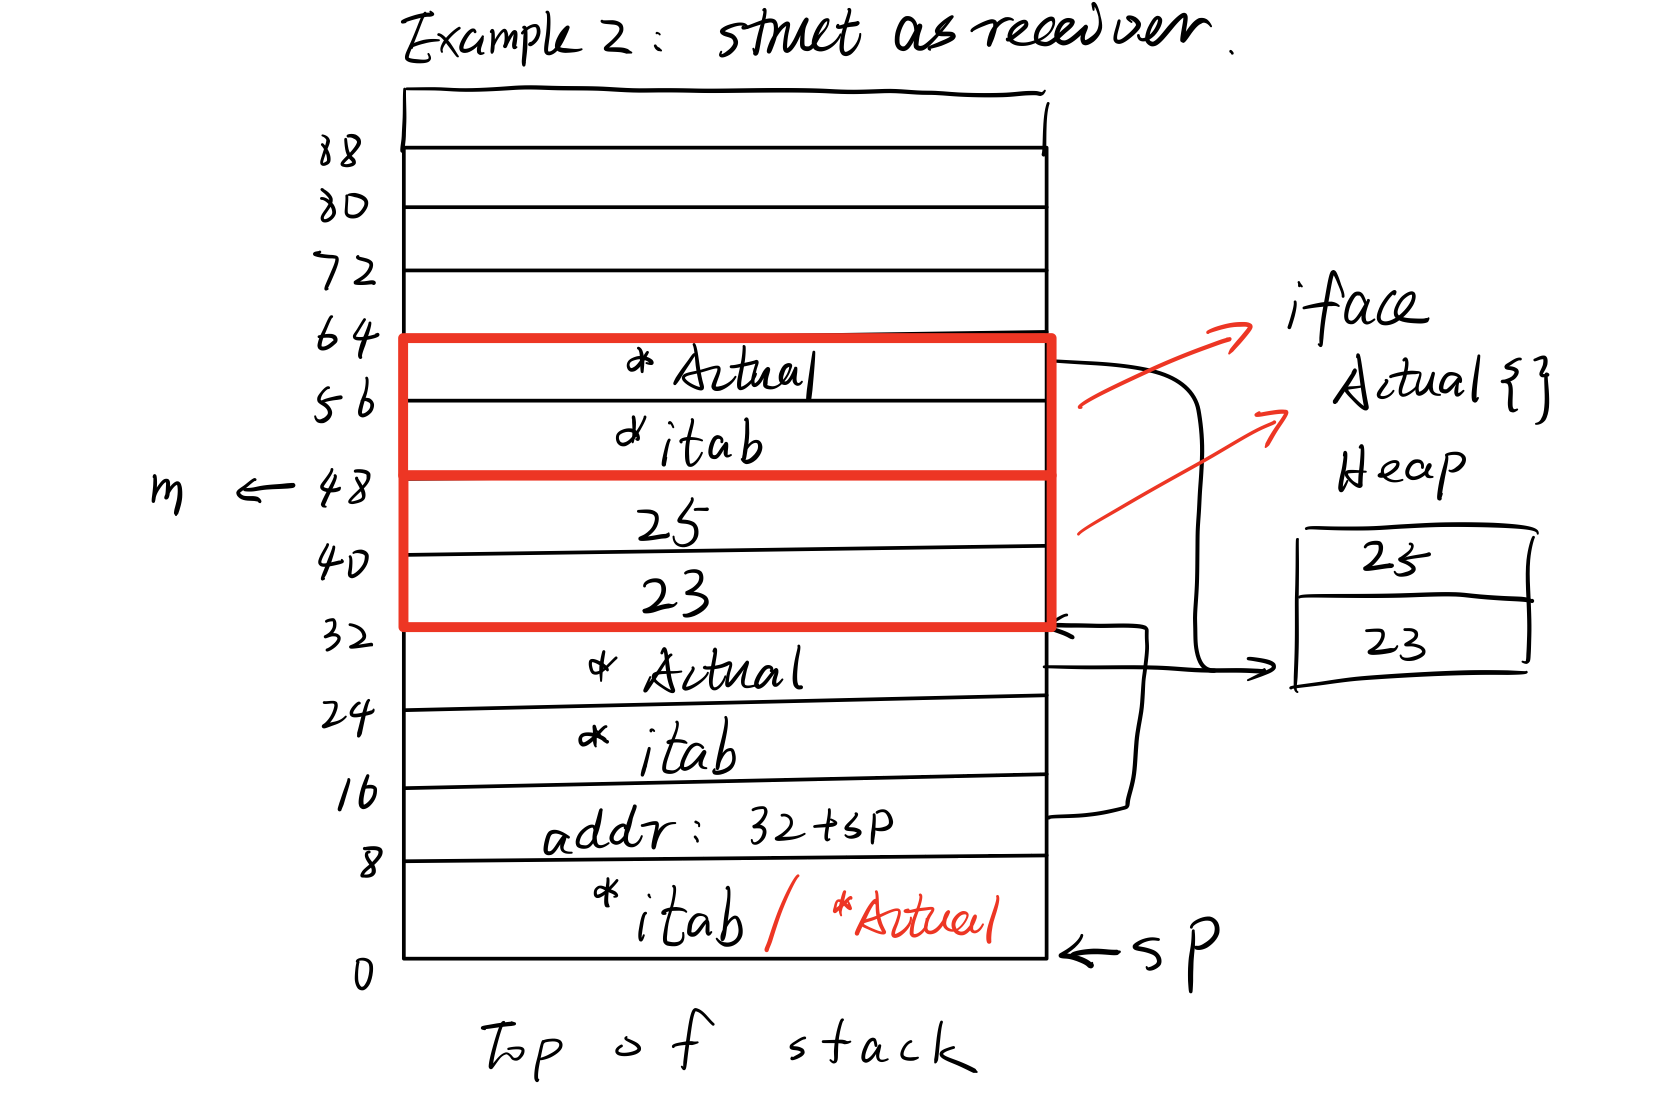 Example 2: struct as receiver.
88
80
72
64
* Actual
iface
56
* itab
Actual {}
m ← 48
Heap
25
25
40
23
23
32
* Actual
24
* itab
16
addr: 32+sp
8
* itab / *Actual
← sp
0
Top of stack